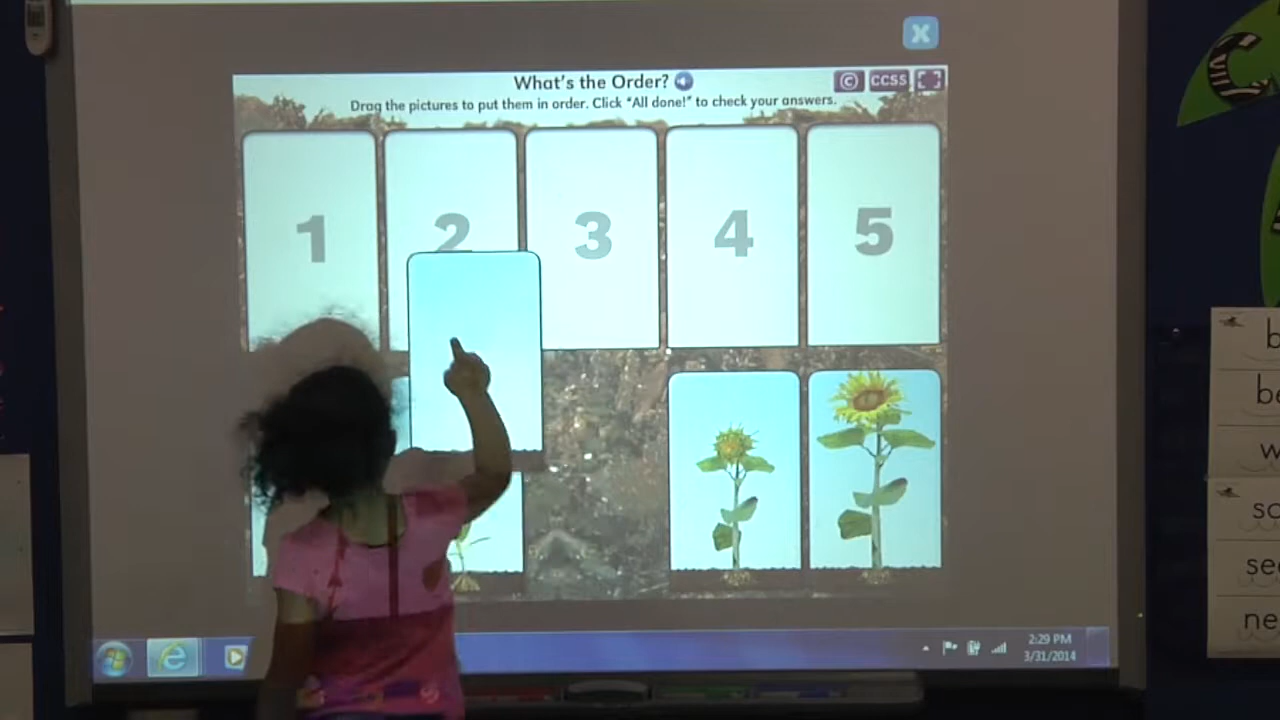 What's the Order?
© CCSS
Drag the pictures to put them in order. Click "All done!" to check your answers.
1 2 3 4 5
2:29 PM
3/31/2014